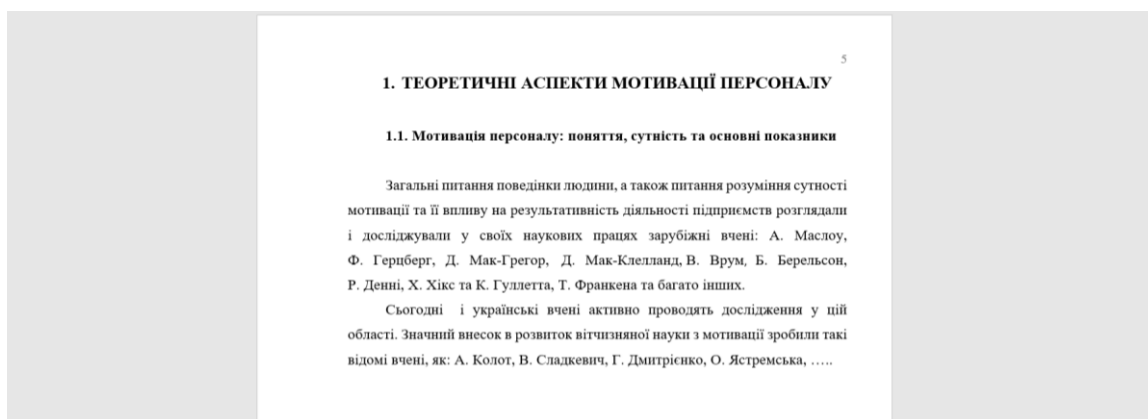 5
1. ТЕОРЕТИЧНІ АСПЕКТИ МОТИВАЦІЇ ПЕРСОНАЛУ
1.1. Мотивація персоналу: поняття, сутність та основні показники
Загальні питання поведінки людини, а також питання розуміння сутності
мотивації та її впливу на результативність діяльності підприємств розглядали
і досліджували у своїх наукових працях зарубіжні вчені: А. Маслоу,
Ф. Герцберг, Д. Мак-Грегор, Д. Мак-Клелланд, В. Врум, Б. Берельсон,
Р. Денні, Х. Хікс та К. Гуллетта, Т. Франкена та багато інших.
Сьогодні і українські вчені активно проводять дослідження у цій
області. Значний внесок в розвиток вітчизняної науки з мотивації зробили такі
відомі вчені, як: А. Колот, В. Сладкевич, Г. Дмитрієнко, О. Ястремська, …..